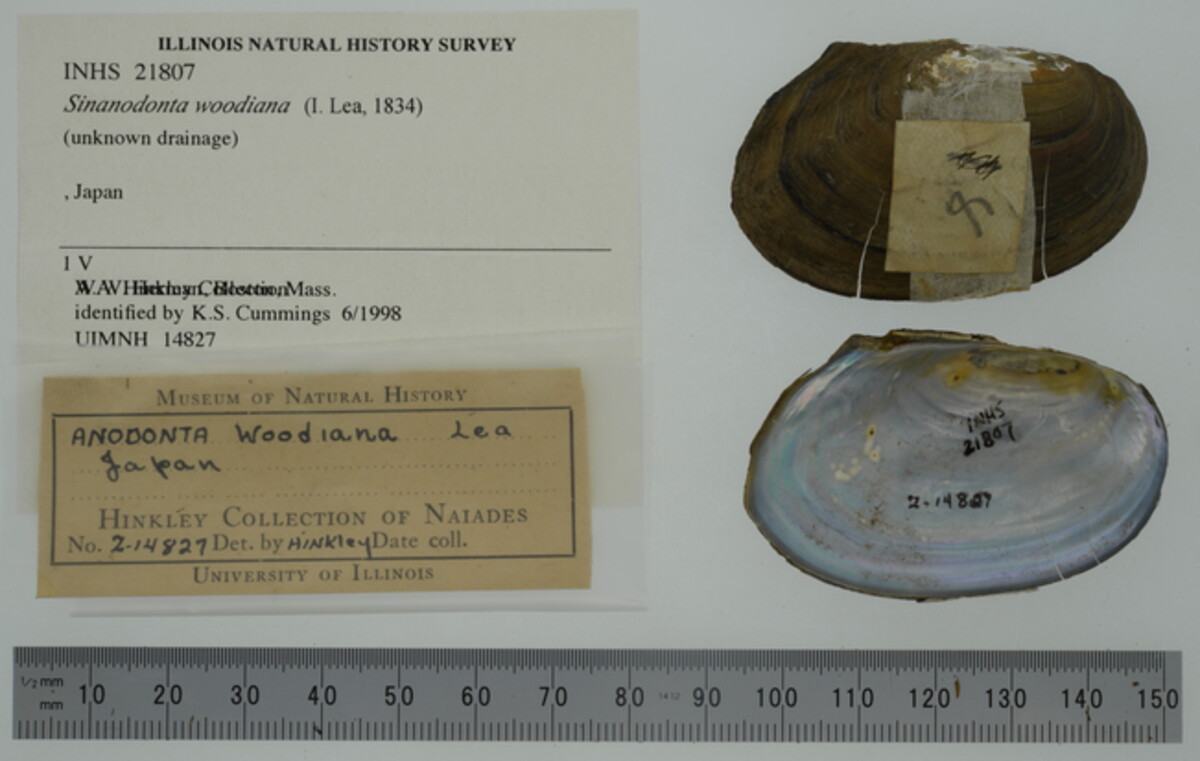 ILLINOIS NATURAL HISTORY SURVEY
INHS 21807
Sinanodonta woodiana (I. Lea, 1834)
(unknown drainage)
, Japan
1 V
Mass.
identified by K.S. Cummings 6/1998
UIMNH 14827
MUSEUM OF NATURAL HISTORY
ANODONTA Woodiana Lea
Japan
HINKLEY COLLECTION OF NAIADES
No. 2-14827 Det. by HINKley Date coll.
UNIVERSITY OF ILLINOIS
INHS
21807
2-14827
1/2 mm
mm
10 20 30 40 50 60 70 80 1412 90 100 110 120 130 140 150